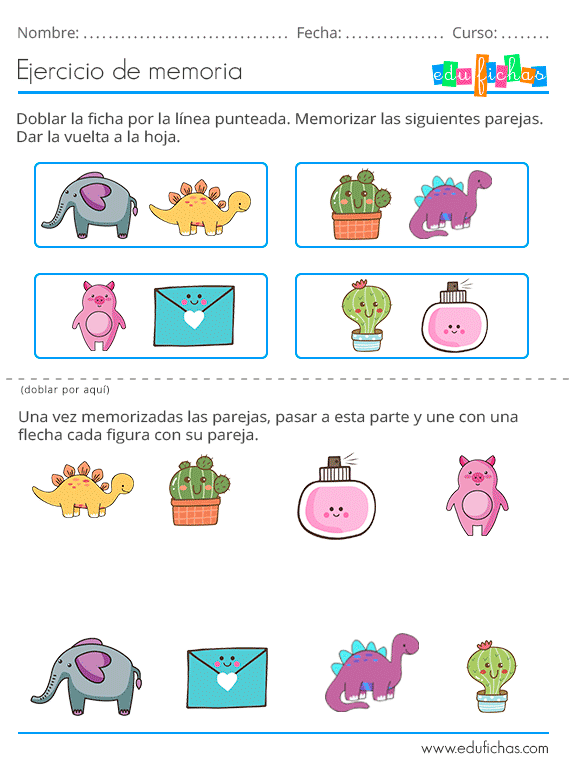 Nombre: ................................ Fecha: ................ Curso: ........
Ejercicio de memoria
edufichas
Doblar la ficha por la línea punteada. Memorizar las siguientes parejas.
Dar la vuelta a la hoja.
(doblar por aquí)
Una vez memorizadas las parejas, pasar a esta parte y une con una
flecha cada figura con su pareja.
www.edufichas.com